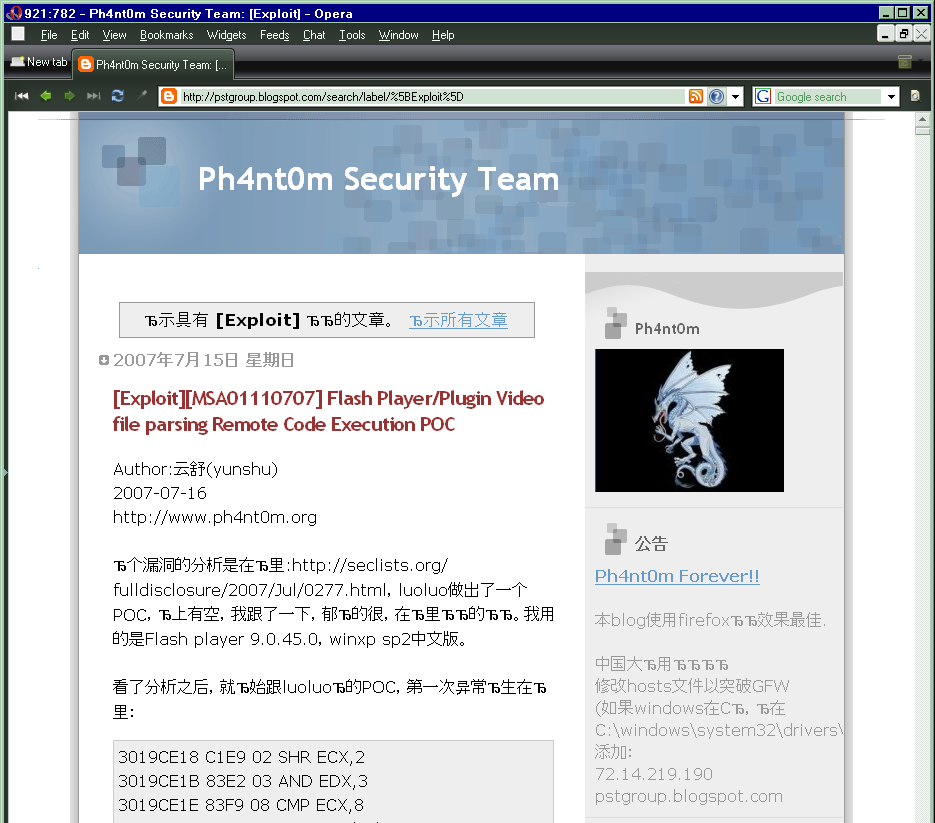 921:782 - Ph4nt0m Security Team: [Exploit] - Opera
File Edit View Bookmarks Widgets Feeds Chat Tools Window Help
New tab
Ph4nt0m Security Team: [...
http://pstgroup.blogspot.com/search/label/%5BExploit%5D
Google search
Ph4nt0m Security Team
Ђ示具有 [Exploit] ЂЂ的文章。 Ђ示所有文章
2007年7月15日 星期日
[Exploit][MSA01110707] Flash Player/Plugin Video
file parsing Remote Code Execution POC
Author:云舒(yunshu)
2007-07-16
http://www.ph4nt0m.org
Ђ个漏洞的分析是在Ђ里:http://seclists.org/
fulldisclosure/2007/Jul/0277.html，luoluo做出了一个
POC，Ђ上有空，我跟了一下，郁Ђ的很，在Ђ里ЂЂ的ЂЂ。我用
的是Flash player 9.0.45.0，winxp sp2中文版。
看了分析之后，就Ђ始跟luoluoЂ的POC，第一次异常Ђ生在Ђ
里：
3019CE18 C1E9 02 SHR ECX,2
3019CE1B 83E2 03 AND EDX,3
3019CE1E 83F9 08 CMP ECX,8
Ph4nt0m
公告
Ph4nt0m Forever!!
本blog使用firefoxЂЂ效果最佳.
中国大Ђ用ЂЂЂЂ
修改hosts文件以突破GFW
(如果windows在CЂ，Ђ在
C:\windows\system32\drivers\
添加:
72.14.219.190
pstgroup.blogspot.com